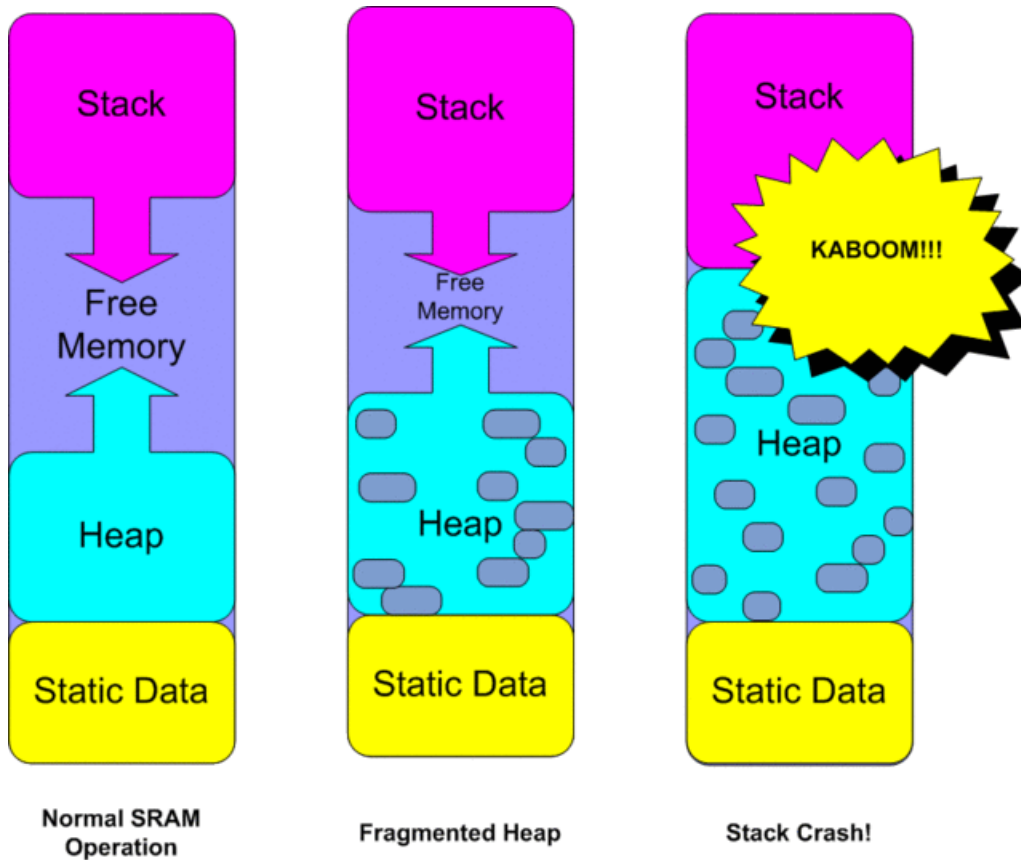 Stack
Free
Memory
Heap
Static Data
Normal SRAM
Operation
Stack
Free
Memory
Heap
Static Data
Fragmented Heap
Stack
KABOOM!!!
Heap
Static Data
Stack Crash!